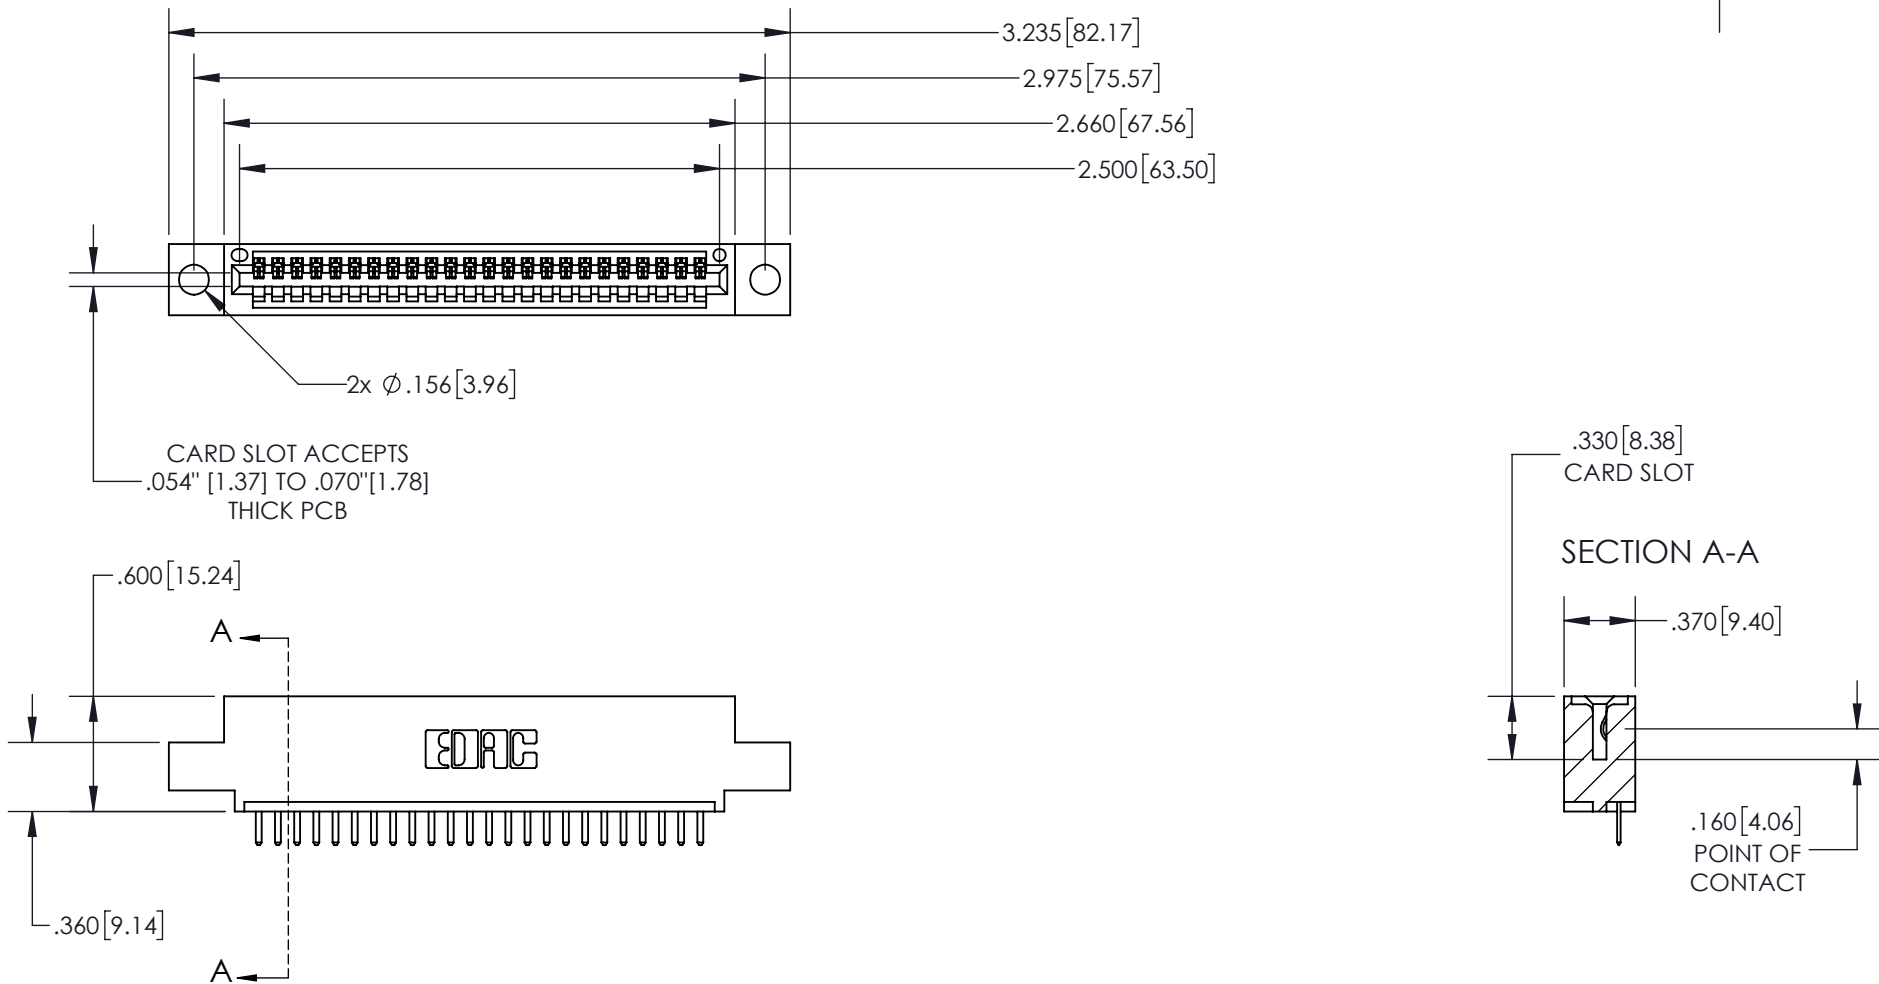 3.235[82.17]
2.975[75.57]
2.660[67.56]
2.500[63.50]
2x ∅.156[3.96]
CARD SLOT ACCEPTS
.054" [1.37] TO .070"[1.78]
THICK PCB
.330[8.38]
CARD SLOT
SECTION A-A
.600[15.24]
.370[9.40]
A
EDAC
.160[4.06]
POINT OF
CONTACT
.360[9.14]
A